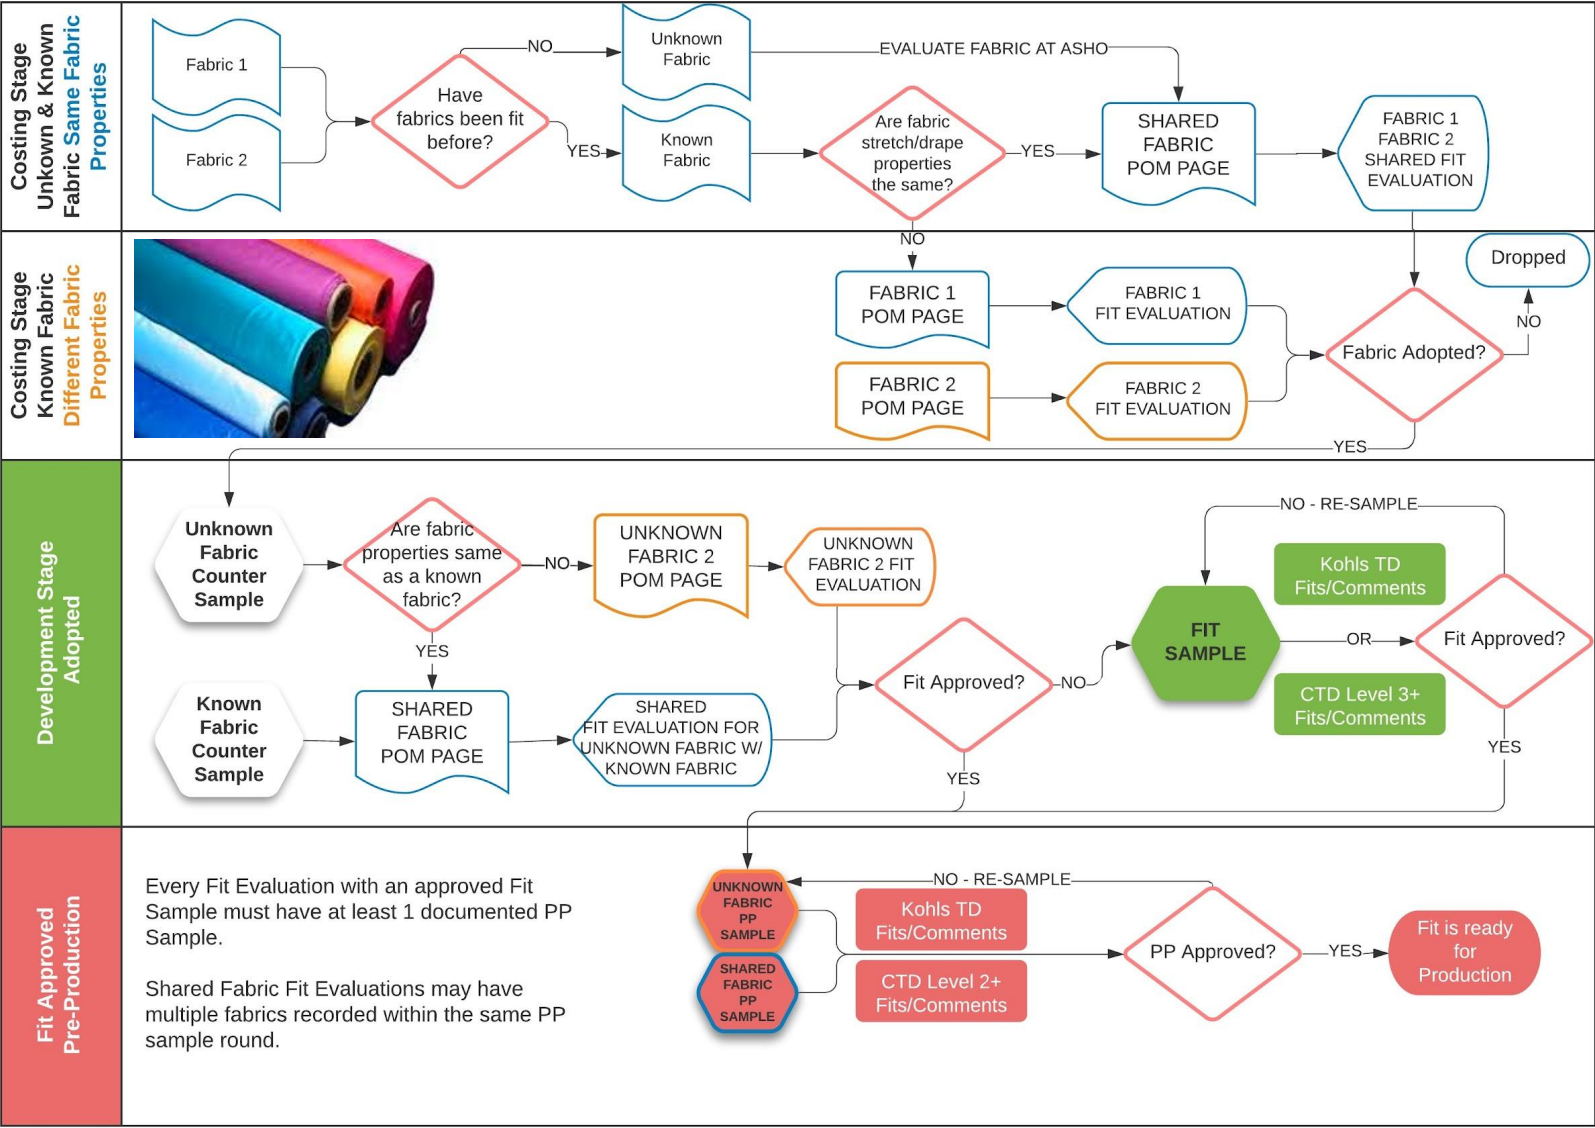 Costing Stage
Unkown & Known
Fabric Same Fabric
Properties
Fabric 1
Fabric 2
Have
fabrics been fit
before?
NO
YES
Unknown
Fabric
Known
Fabric
EVALUATE FABRIC AT ASHO
Are fabric
stretch/drape
properties
the same?
YES
NO
SHARED
FABRIC
POM PAGE
FABRIC 1
FABRIC 2
SHARED FIT
EVALUATION
Costing Stage
Known Fabric
Different Fabric
Properties
FABRIC 1
POM PAGE
FABRIC 1
FIT EVALUATION
FABRIC 2
POM PAGE
FABRIC 2
FIT EVALUATION
Fabric Adopted?
NO
Dropped
YES
Development Stage
Adopted
Unknown
Fabric
Counter
Sample
Are fabric
properties same
as a known
fabric?
NO
YES
UNKNOWN
FABRIC 2
POM PAGE
UNKNOWN
FABRIC 2 FIT
EVALUATION
Known
Fabric
Counter
Sample
SHARED
FABRIC
POM PAGE
SHARED
FIT EVALUATION FOR
UNKNOWN FABRIC W/
KNOWN FABRIC
Fit Approved?
NO
YES
FIT
SAMPLE
NO - RE-SAMPLE
Kohls TD
Fits/Comments
OR
CTD Level 3+
Fits/Comments
Fit Approved?
YES
Fit Approved
Pre-Production
Every Fit Evaluation with an approved Fit
Sample must have at least 1 documented PP
Sample.
Shared Fabric Fit Evaluations may have
multiple fabrics recorded within the same PP
sample round.
UNKNOWN
FABRIC
PP
SAMPLE
SHARED
FABRIC
PP
SAMPLE
NO - RE-SAMPLE
Kohls TD
Fits/Comments
CTD Level 2+
Fits/Comments
PP Approved?
YES
Fit is ready
for
Production